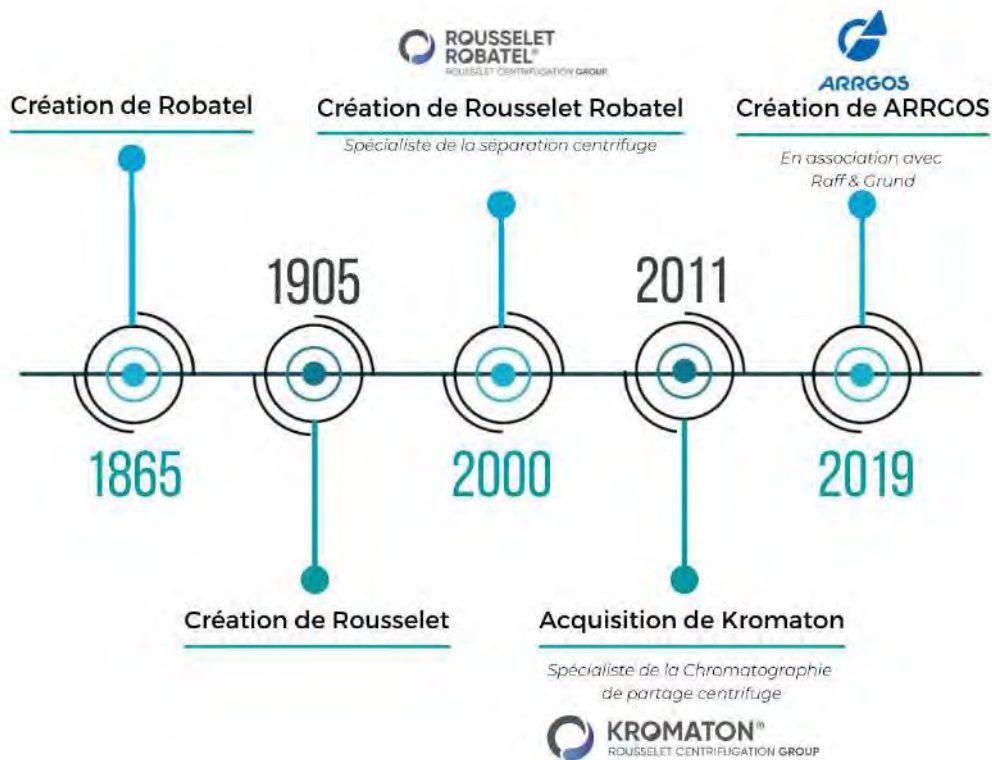 ROUSSELET
ROBATEL®
ROUSSELET CENTRIFUGATION GROUP
ARRGOS
Création de Robatel
Création de Rousselet Robatel
Spécialiste de la séparation centrifuge
Création de ARRGOS
En association avec
Raff & Grund
1905
2011
1865
2000
2019
Création de Rousselet
Acquisition de Kromaton
Spécialiste de la Chromatographie
de partage centrifuge
KROMATON®
ROUSSELET CENTRIFUGATION GROUP